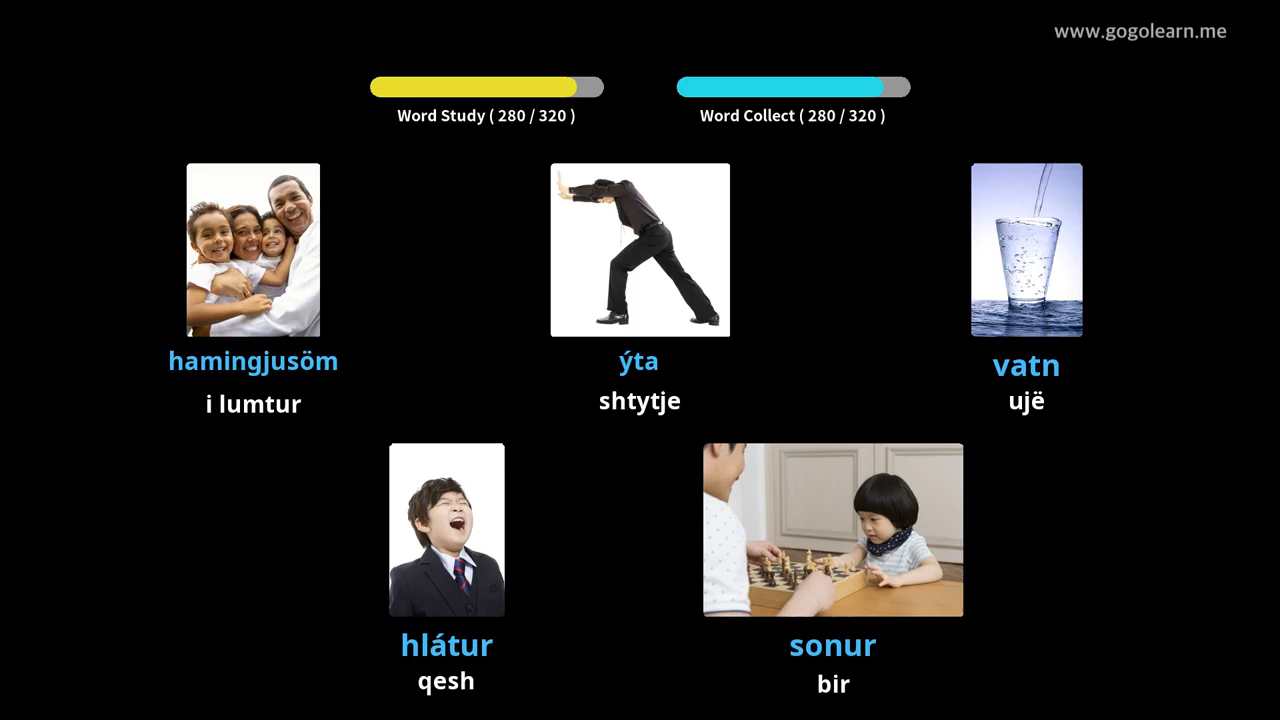 www.gogolearn.me
Word Study ( 280 / 320 )
Word Collect ( 280 / 320 )
hamingjusöm
i lumtur
ýta
shtytje
vatn
ujë
hlátur
qesh
sonur
bir